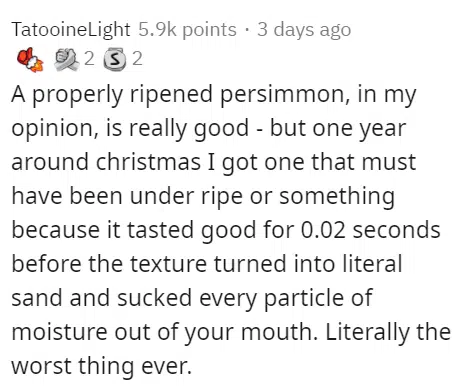 TatooineLight 5.9k points · 3 days ago
2 S 2
A properly ripened persimmon, in my
opinion, is really good - but one year
around christmas I got one that must
have been under ripe or something
because it tasted good for 0.02 seconds
before the texture turned into literal
sand and sucked every particle of
moisture out of your mouth. Literally the
worst thing ever.